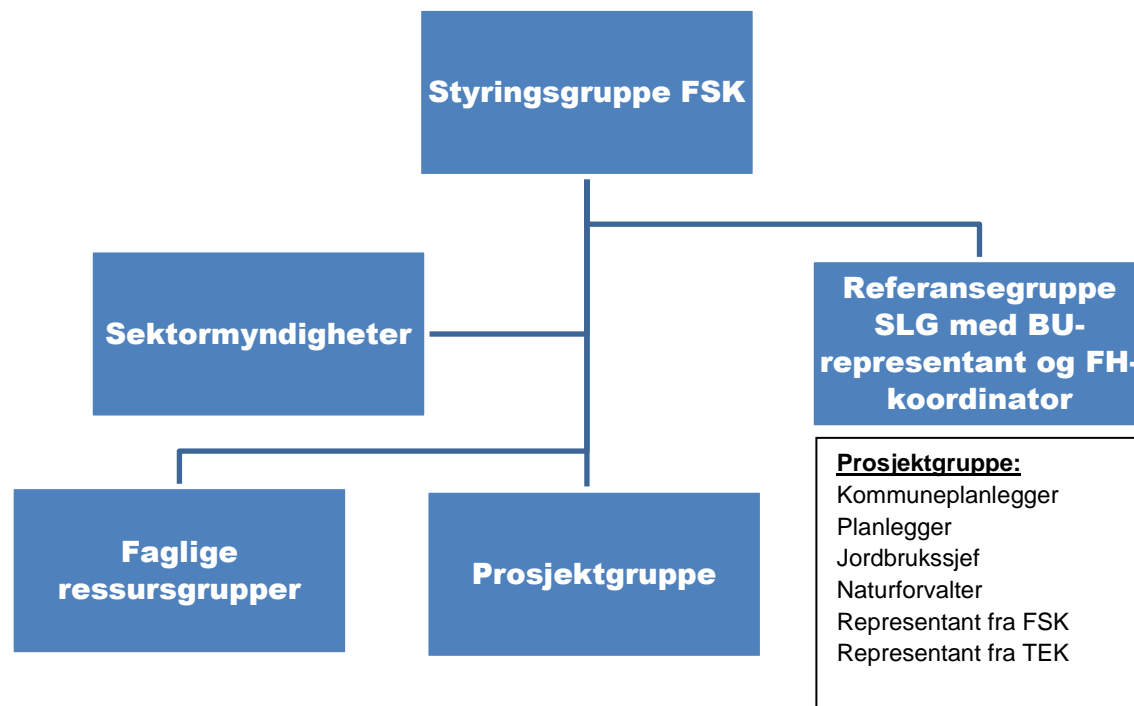 Styringsgruppe FSK
Sektormyndigheter
Referansegruppe
SLG med BU-
representant og FH-
koordinator
Faglige
ressursgrupper
Prosjektgruppe
Prosjektgruppe:
Kommuneplanlegger
Planlegger
Jordbrukssjef
Naturforvalter
Representant fra FSK
Representant fra TEK